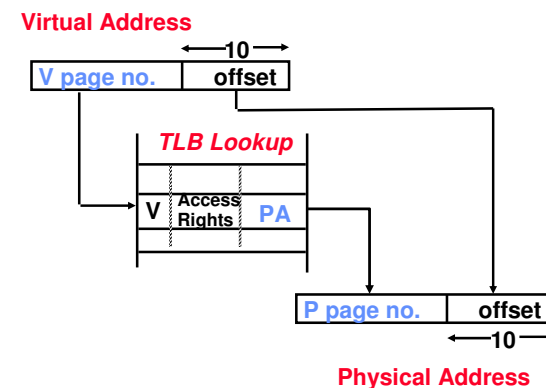 Virtual Address
10
V page no. offset
TLB Lookup
V Access Rights PA
P page no. offset
10
Physical Address